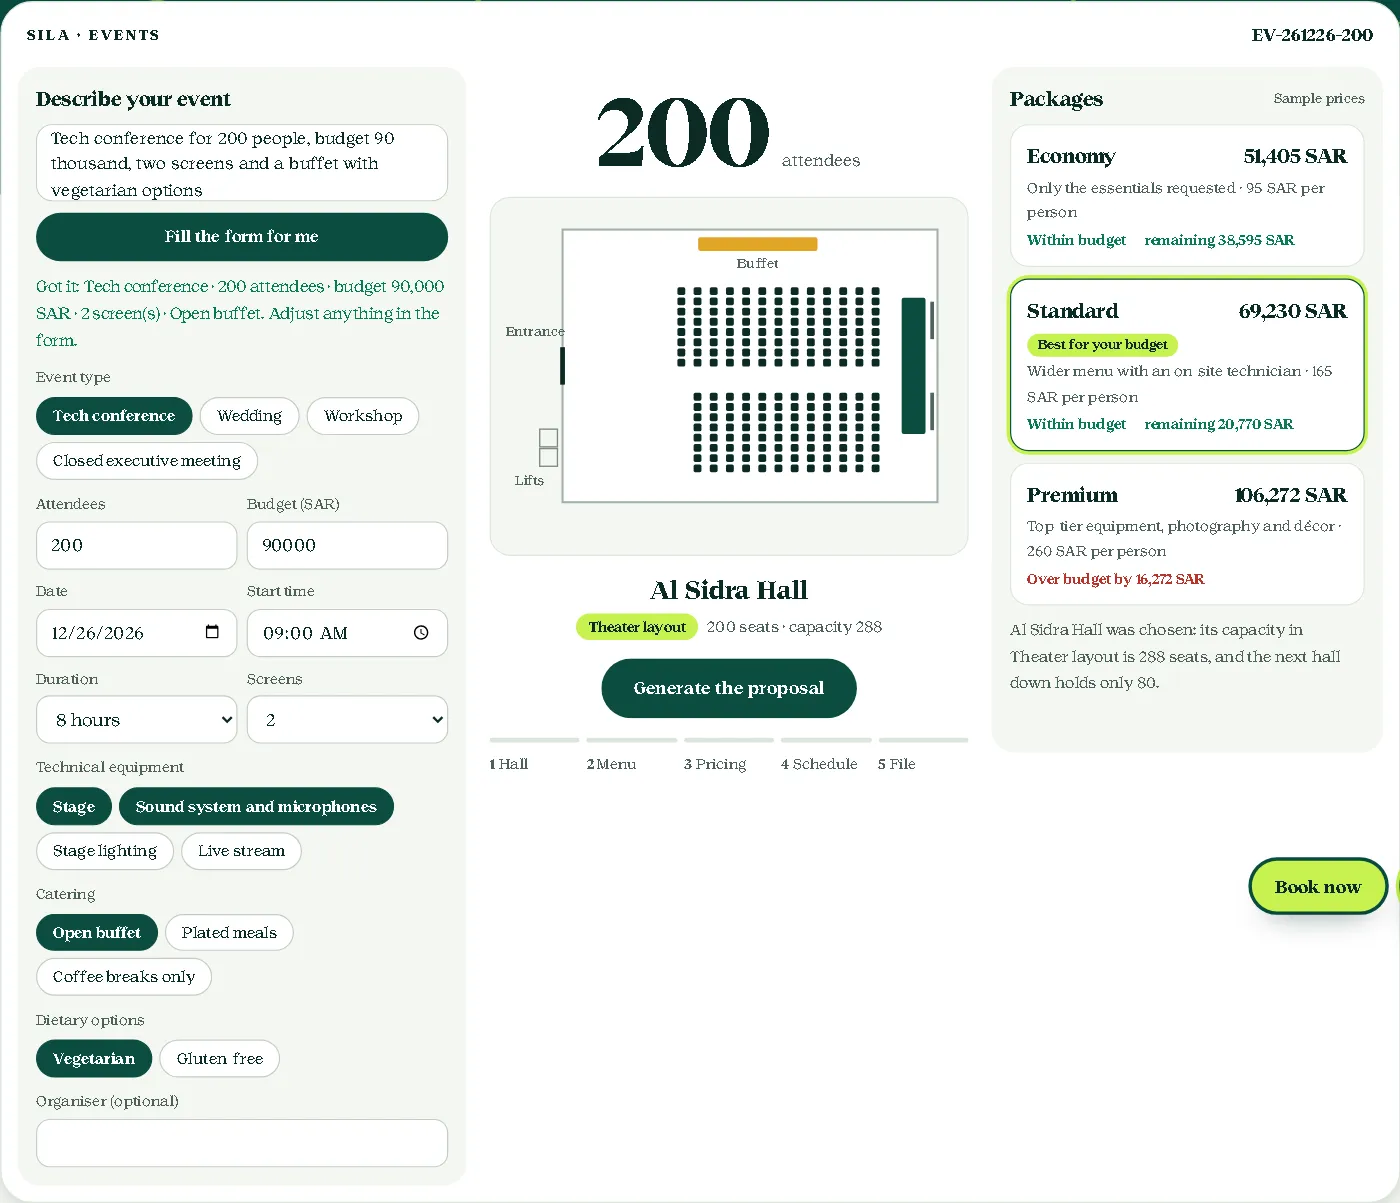 SILA · EVENTS
EV-261226-200
Describe your event
Tech conference for 200 people, budget 90
thousand, two screens and a buffet with
vegetarian options
Fill the form for me
Got it: Tech conference · 200 attendees · budget 90,000
SAR · 2 screen(s) · Open buffet. Adjust anything in the
form.
Event type
Tech conference
Wedding
Workshop
Closed executive meeting
Attendees
Budget (SAR)
200
90000
Date
Start time
12/26/2026
09:00 AM
Duration
Screens
8 hours
2
Technical equipment
Stage
Sound system and microphones
Stage lighting
Live stream
Catering
Open buffet
Plated meals
Coffee breaks only
Dietary options
Vegetarian
Gluten free
Organiser (optional)
200 attendees
Buffet
Entrance
Lifts
Al Sidra Hall
Theater layout
200 seats · capacity 288
Generate the proposal
1 Hall
2 Menu
3 Pricing
4 Schedule
5 File
Packages
Sample prices
Economy
51,405 SAR
Only the essentials requested · 95 SAR per
person
Within budget remaining 38,595 SAR
Standard
69,230 SAR
Best for your budget
Wider menu with an on site technician · 165
SAR per person
Within budget remaining 20,770 SAR
Premium
106,272 SAR
Top tier equipment, photography and décor ·
260 SAR per person
Over budget by 16,272 SAR
Al Sidra Hall was chosen: its capacity in
Theater layout is 288 seats, and the next hall
down holds only 80.
Book now